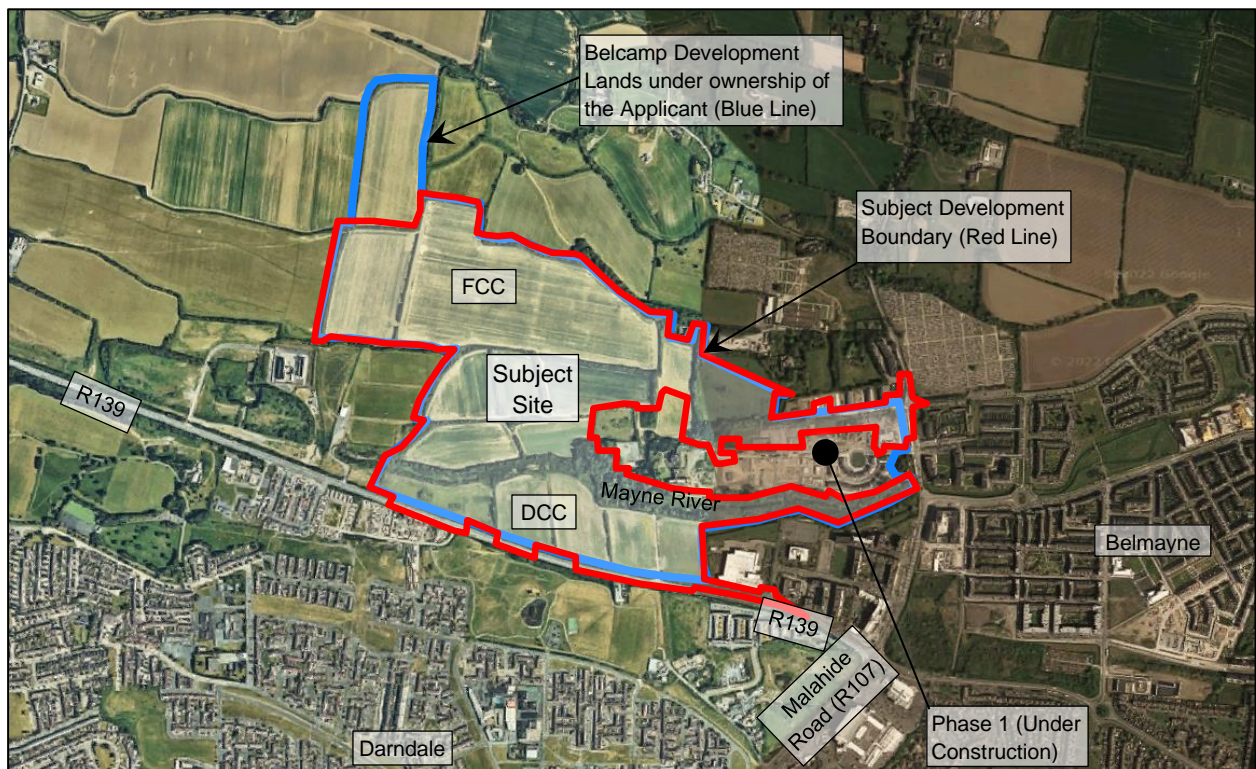 Belcamp Development
Lands under ownership of
the Applicant (Blue Line)
Subject Development
Boundary (Red Line)
FCC
Subject
Site
R139
Mayne River
DCC
Belmayne
R139
Malahide
Road (R107)
Darndale
Phase 1 (Under
Construction)